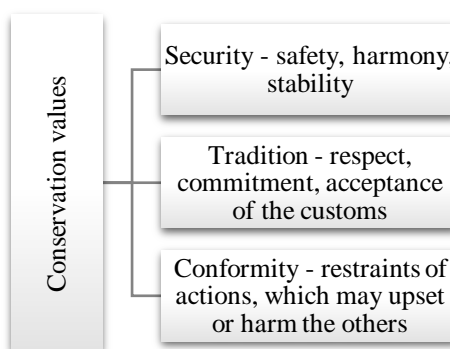 Conservation values
Security - safety, harmony,
stability
Tradition - respect,
commitment, acceptance
of the customs
Conformity - restraints of
actions, which may upset
or harm the others